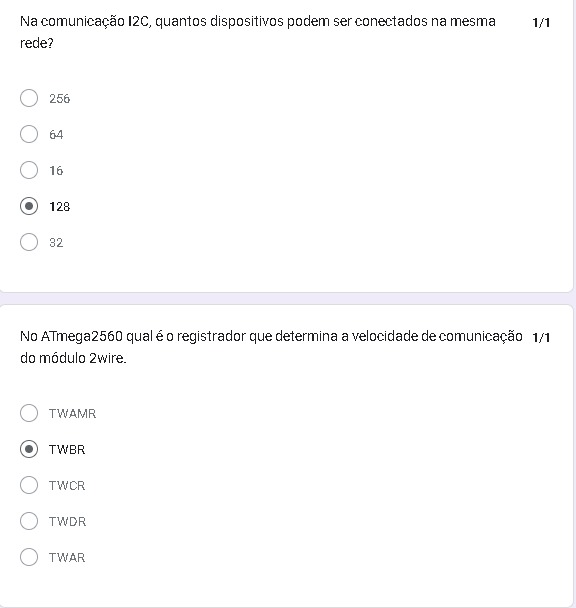 Na comunicação I2C, quantos dispositivos podem ser conectados na mesma 1/1
rede?
256
64
16
128
32
No ATmega2560 qual é o registrador que determina a velocidade de comunicação 1/1
do módulo 2wire.
TWAMR
TWBR
TWCR
TWDR
TWAR